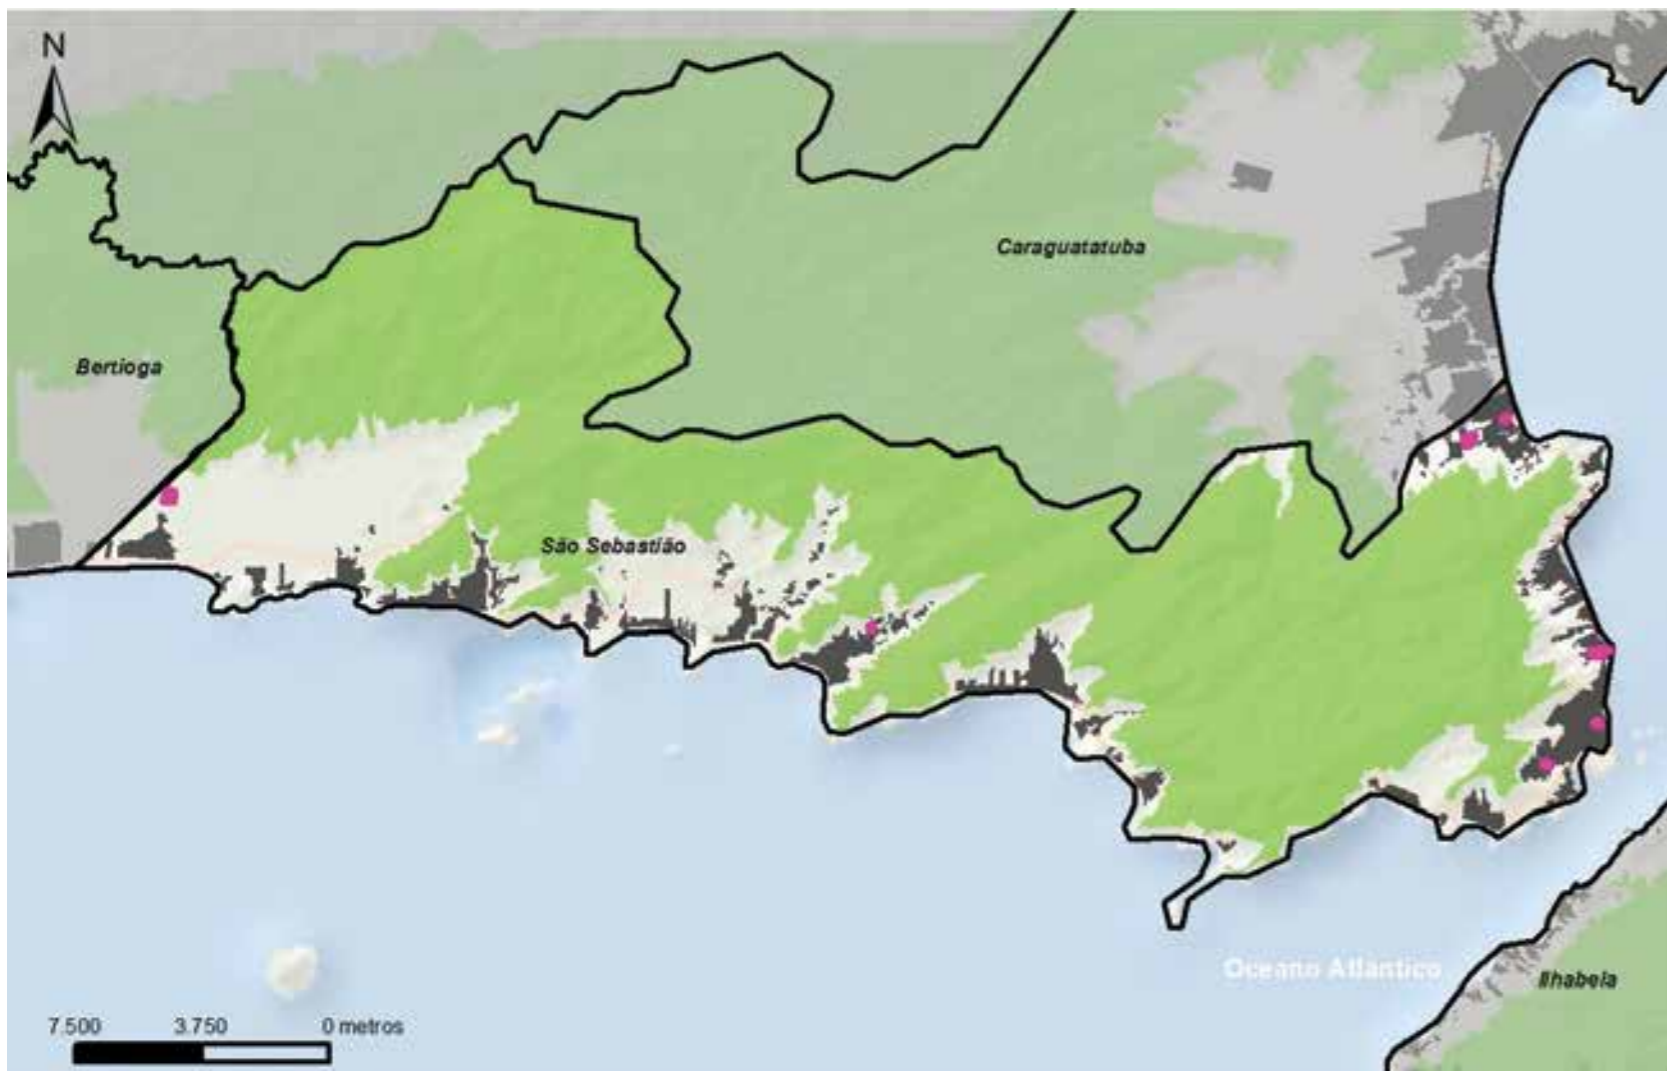 N
Caraguatatuba
Bertioga
São Sebastião
Oceano Atlantico
Ilhabela
7.500 3.750 0 metros